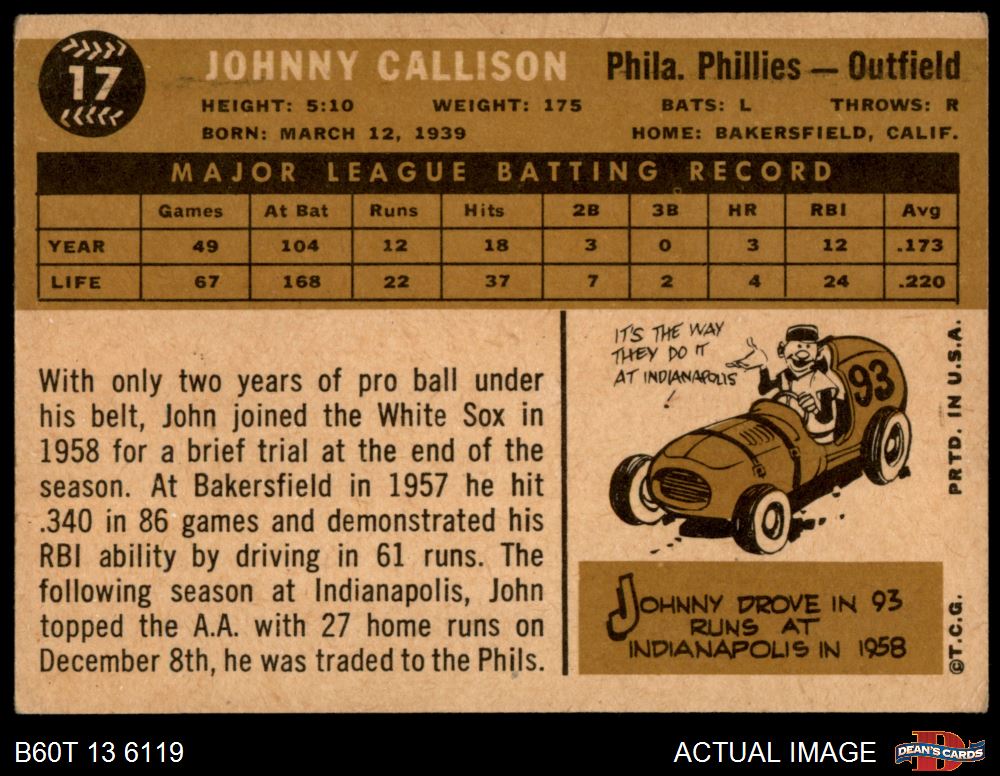 17
JOHNNY CALLISON
Phila. Phillies — Outfield
HEIGHT: 5:10 WEIGHT: 175 BATS: L THROWS: R
BORN: MARCH 12, 1939 HOME: BAKERSFIELD, CALIF.
MAJOR LEAGUE BATTING RECORD
Games At Bat Runs Hits 2B 3B HR RBI Avg
YEAR 49 104 12 18 3 0 3 12 .173
LIFE 67 168 22 37 7 2 4 24 .220
With only two years of pro ball under
his belt, John joined the White Sox in
1958 for a brief trial at the end of the
season. At Bakersfield in 1957 he hit
.340 in 86 games and demonstrated his
RBI ability by driving in 61 runs. The
following season at Indianapolis, John
topped the A.A. with 27 home runs on
December 8th, he was traded to the Phils.
IT'S THE WAY
THEY DO IT
AT INDIANAPOLIS
!
93
JOHNNY DROVE IN 93
RUNS AT
INDIANAPOLIS IN 1958
©T.C.G. PRTD. IN U.S.A.
B60T 13 6119
ACTUAL IMAGE
DEAN'S CARDS